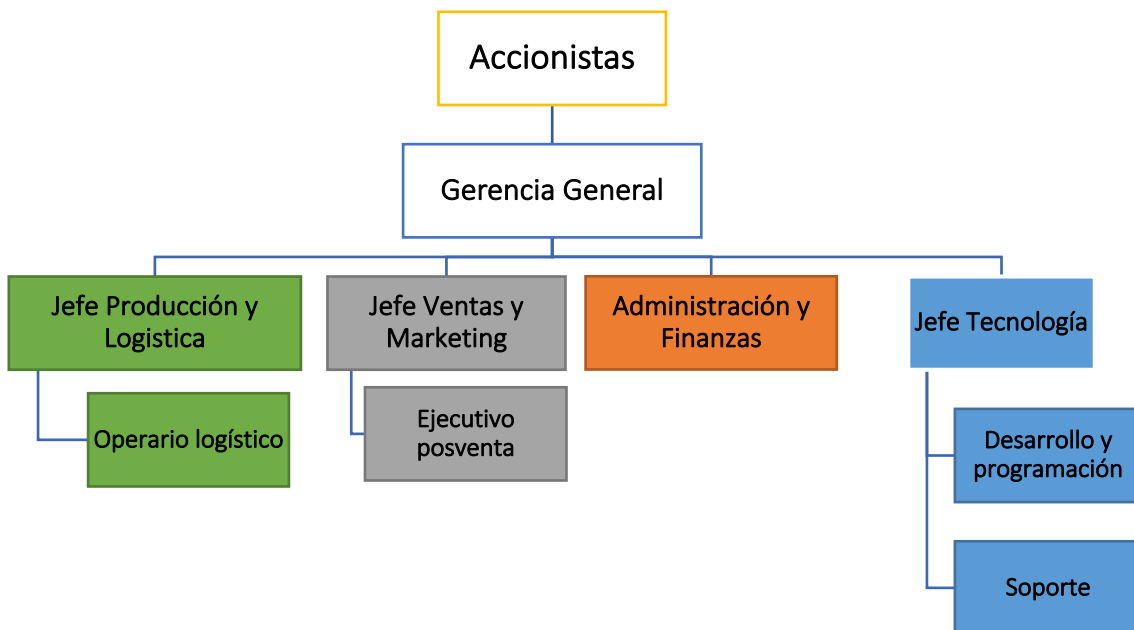 Accionistas
Gerencia General
Jefe Producción y
Logistica
Jefe Ventas y
Marketing
Administración y
Finanzas
Jefe Tecnología
Operario logístico
Ejecutivo
posventa
Desarrollo y
programación
Soporte